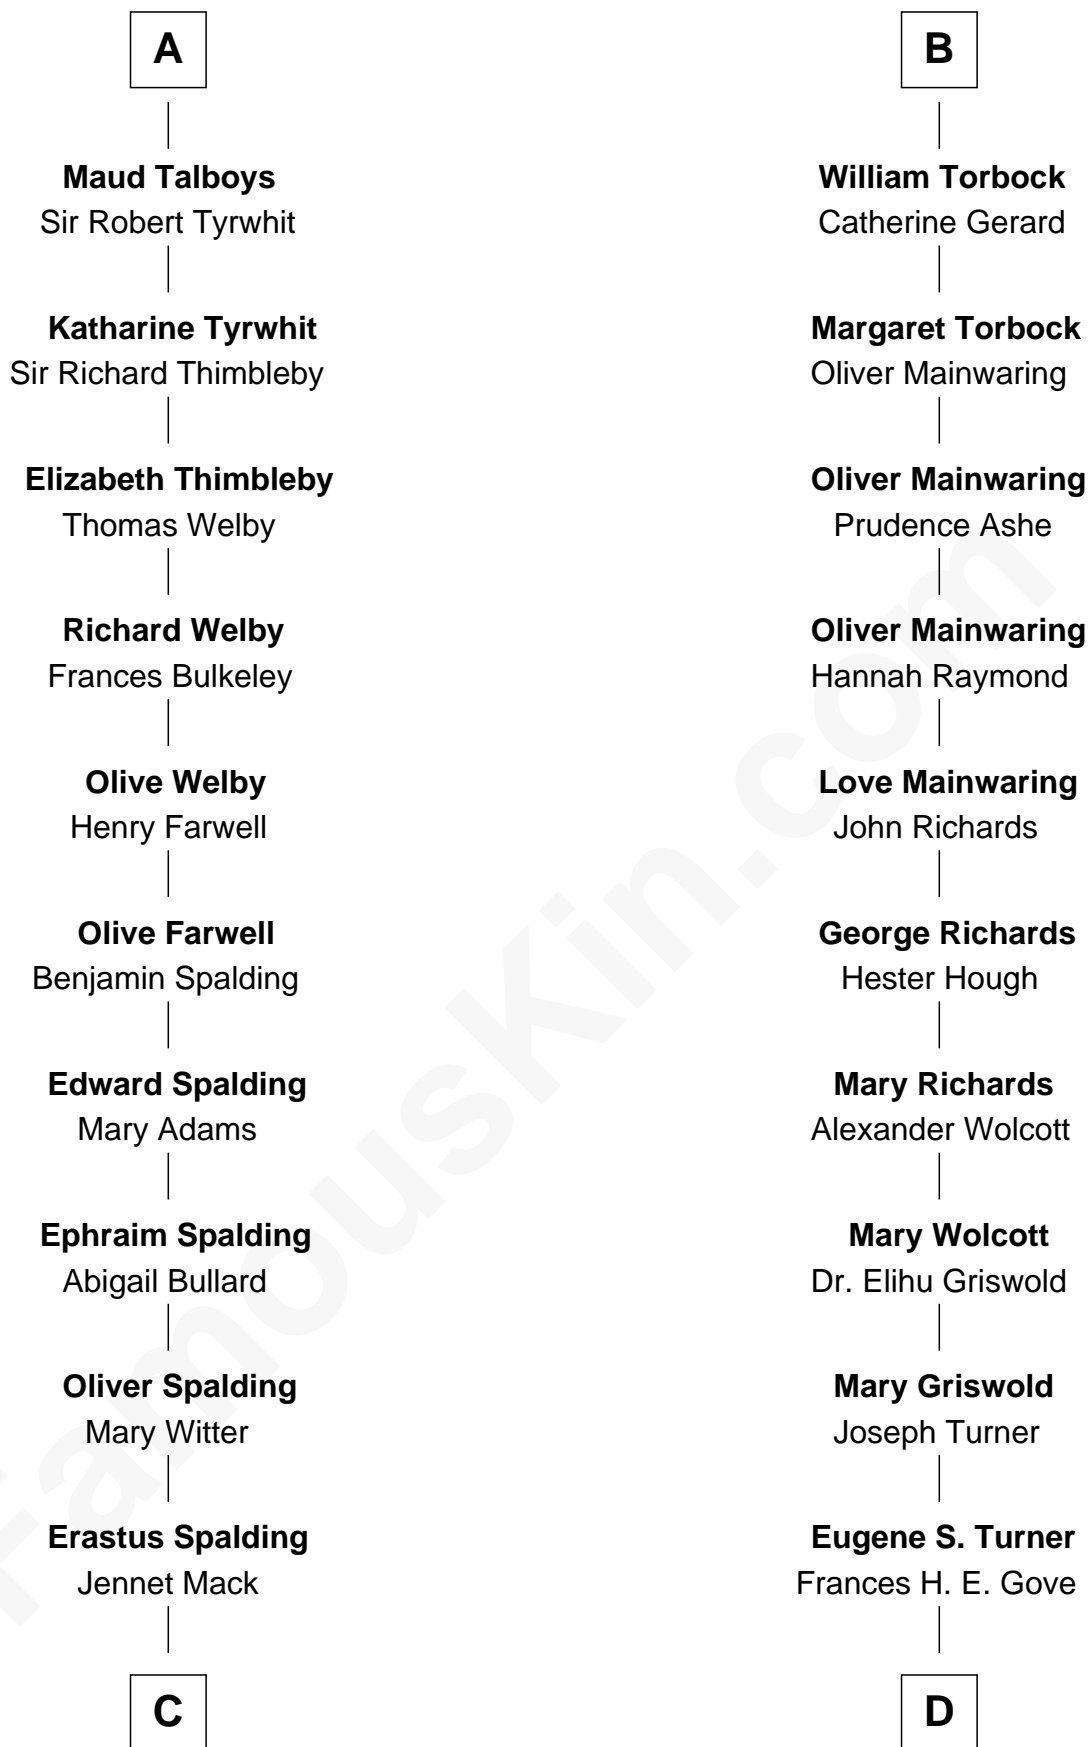 A
Maud Talboys
Sir Robert Tyrwhit
Katharine Tyrwhit
Sir Richard Thimbleby
Elizabeth Thimbleby
Thomas Welby
Richard Welby
Frances Bulkeley
Olive Welby
Henry Farwell
Olive Farwell
Benjamin Spalding
Edward Spalding
Mary Adams
Ephraim Spalding
Abigail Bullard
Oliver Spalding
Mary Witter
Erastus Spalding
Jennet Mack
C
B
William Torbock
Catherine Gerard
Margaret Torbock
Oliver Mainwaring
Oliver Mainwaring
Prudence Ashe
Oliver Mainwaring
Hannah Raymond
Love Mainwaring
John Richards
George Richards
Hester Hough
Mary Richards
Alexander Wolcott
Mary Wolcott
Dr. Elihu Griswold
Mary Griswold
Joseph Turner
Eugene S. Turner
Frances H. E. Gove
D
FamousKin.com